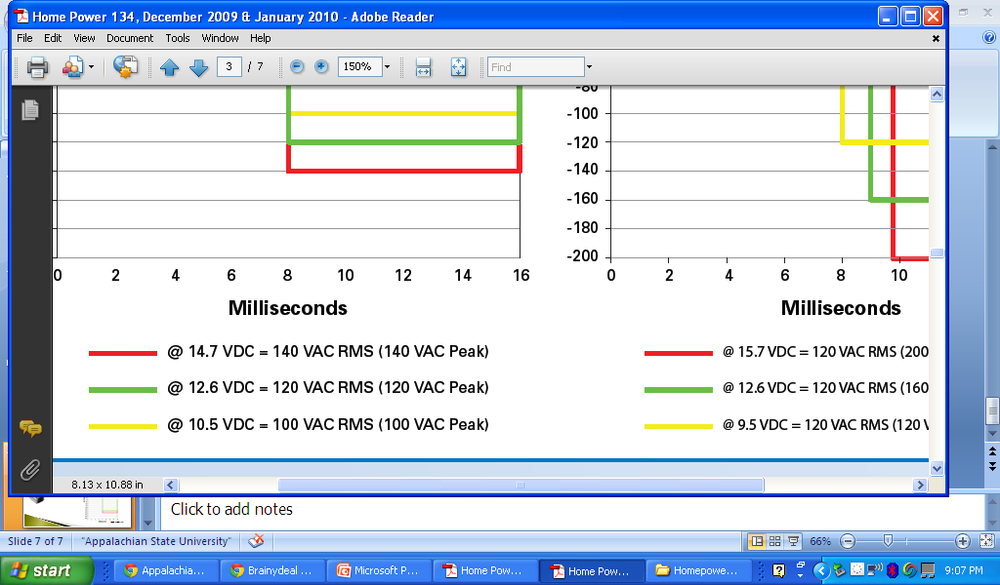 Home Power 134, December 2009 & January 2010 - Adobe Reader
File Edit View Document Tools Window Help
3 / 7 150% Find
-80
-100
-120
-140
-160
-180
-200
0 2 4 6 8 10 12 14 16
0 2 4 6 8 10
Milliseconds
Milliseconds
@ 14.7 VDC = 140 VAC RMS (140 VAC Peak)
@ 15.7 VDC = 120 VAC RMS (200
@ 12.6 VDC = 120 VAC RMS (120 VAC Peak)
@ 12.6 VDC = 120 VAC RMS (160
@ 10.5 VDC = 100 VAC RMS (100 VAC Peak)
@ 9.5 VDC = 120 VAC RMS (120 V
8.13 x 10.88 in
Click to add notes
Slide 7 of 7 "Appalachian State University" 66%
start Appalachia... Brainydeal ... Microsoft P... Home Pow... Home Pow... Homepowe... 9:07 PM